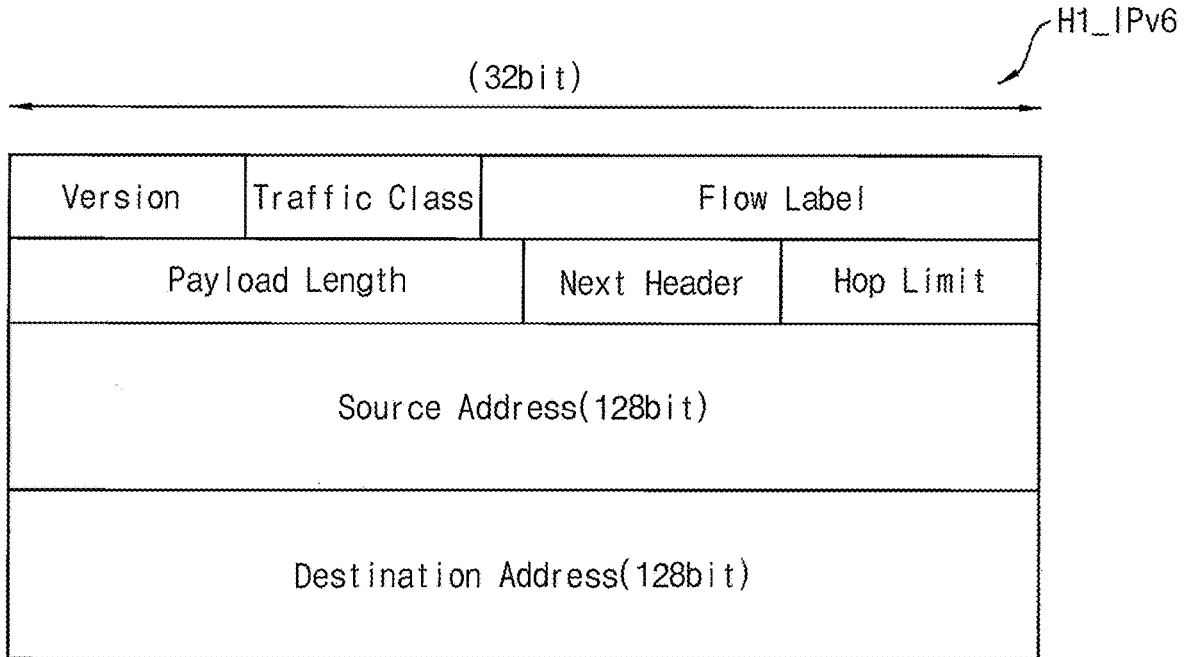 H1_IPv6
(32bit)
Version Traffic Class Flow Label
Payload Length Next Header Hop Limit
Source Address(128bit)
Destination Address(128bit)